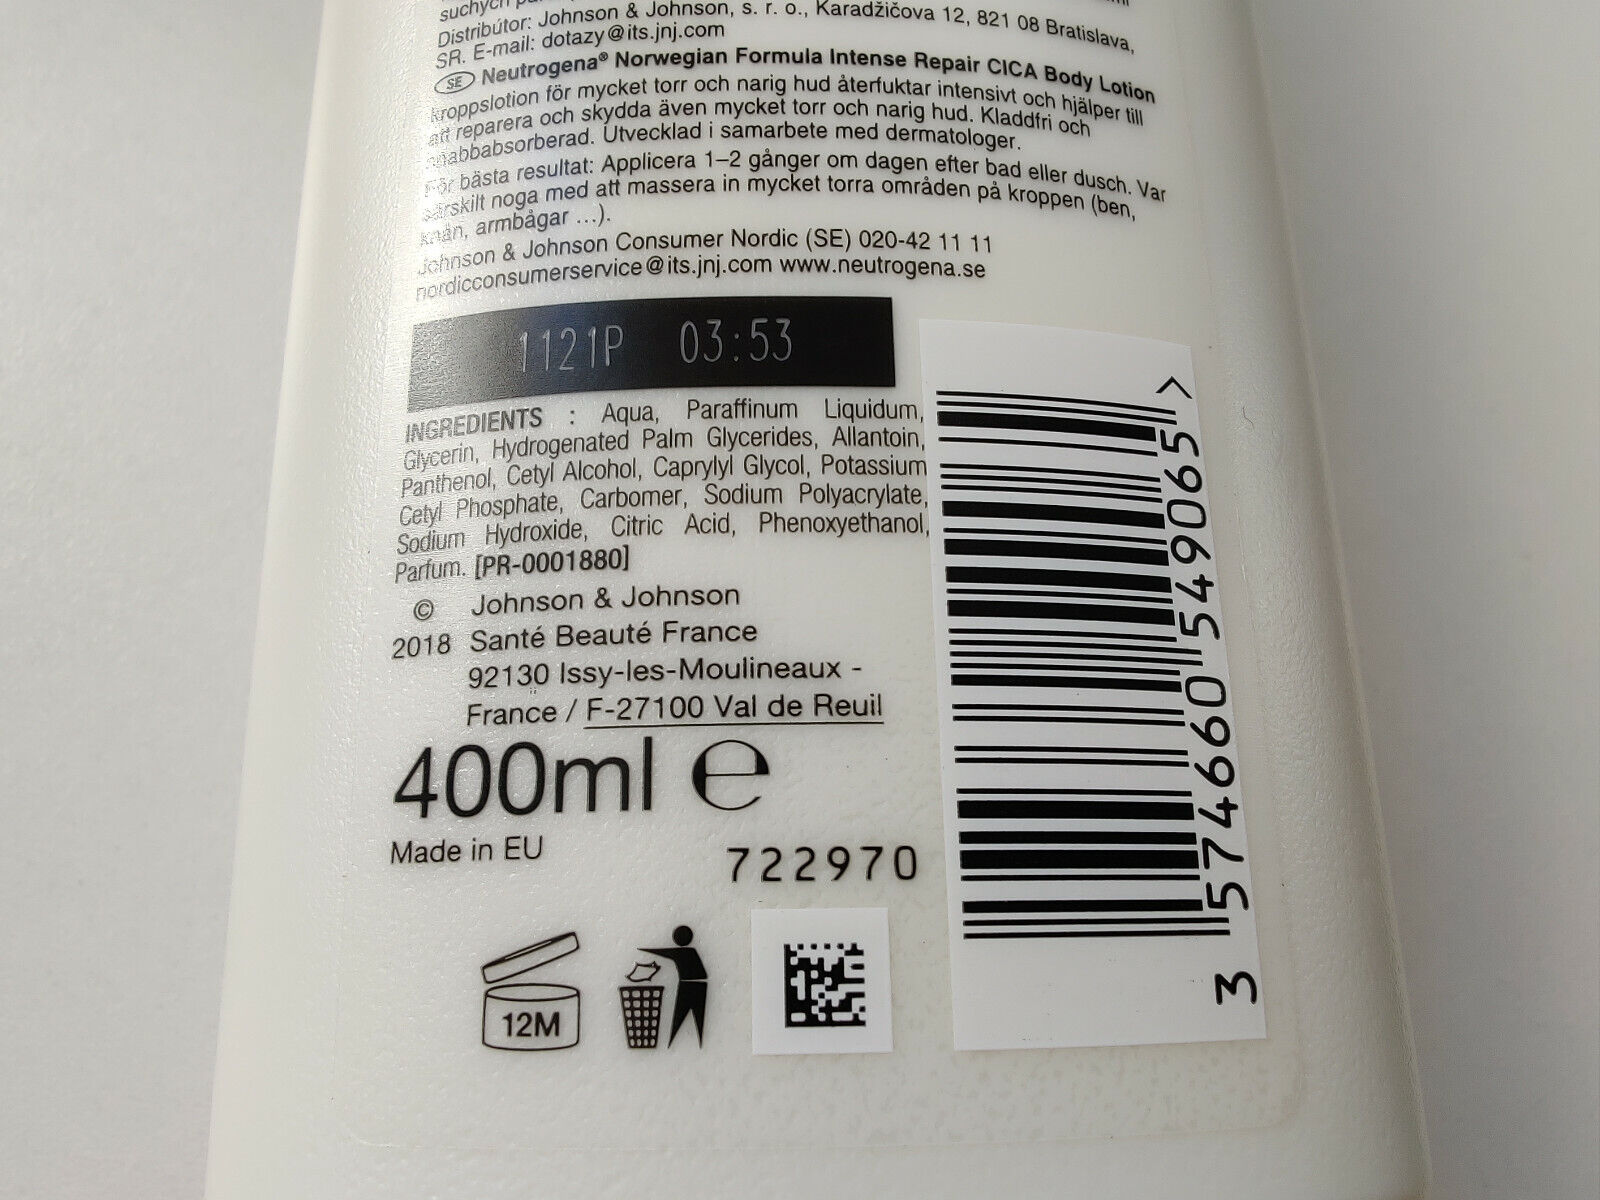 suchých
Distribútor: Johnson & Johnson, s. r. o., Karadžičova 12, 821 08 Bratislava,
SR. E-mail: dotazy@its.jnj.com
SE Neutrogena® Norwegian Formula Intense Repair CICA Body Lotion
kroppslotion för mycket torr och narig hud återfuktar intensivt och hjälper till
att reparera och skydda även mycket torr och narig hud. Kladdfri och
snabbabsorberad. Utvecklad i samarbete med dermatologer.
För bästa resultat: Applicera 1–2 gånger om dagen efter bad eller dusch. Var
särskilt noga med att massera in mycket torra områden på kroppen (ben,
knän, armbågar ...).
Johnson & Johnson Consumer Nordic (SE) 020-42 11 11
nordicconsumerservice@its.jnj.com www.neutrogena.se
1121P 03:53
INGREDIENTS : Aqua, Paraffinum Liquidum,
Glycerin, Hydrogenated Palm Glycerides, Allantoin,
Panthenol, Cetyl Alcohol, Caprylyl Glycol, Potassium
Cetyl Phosphate, Carbomer, Sodium Polyacrylate,
Sodium Hydroxide, Citric Acid, Phenoxyethanol,
Parfum. [PR-0001880]
© Johnson & Johnson
2018 Santé Beauté France
92130 Issy-les-Moulineaux -
France / F-27100 Val de Reuil
400ml e
Made in EU
722970
12M
3 574660 549065 >